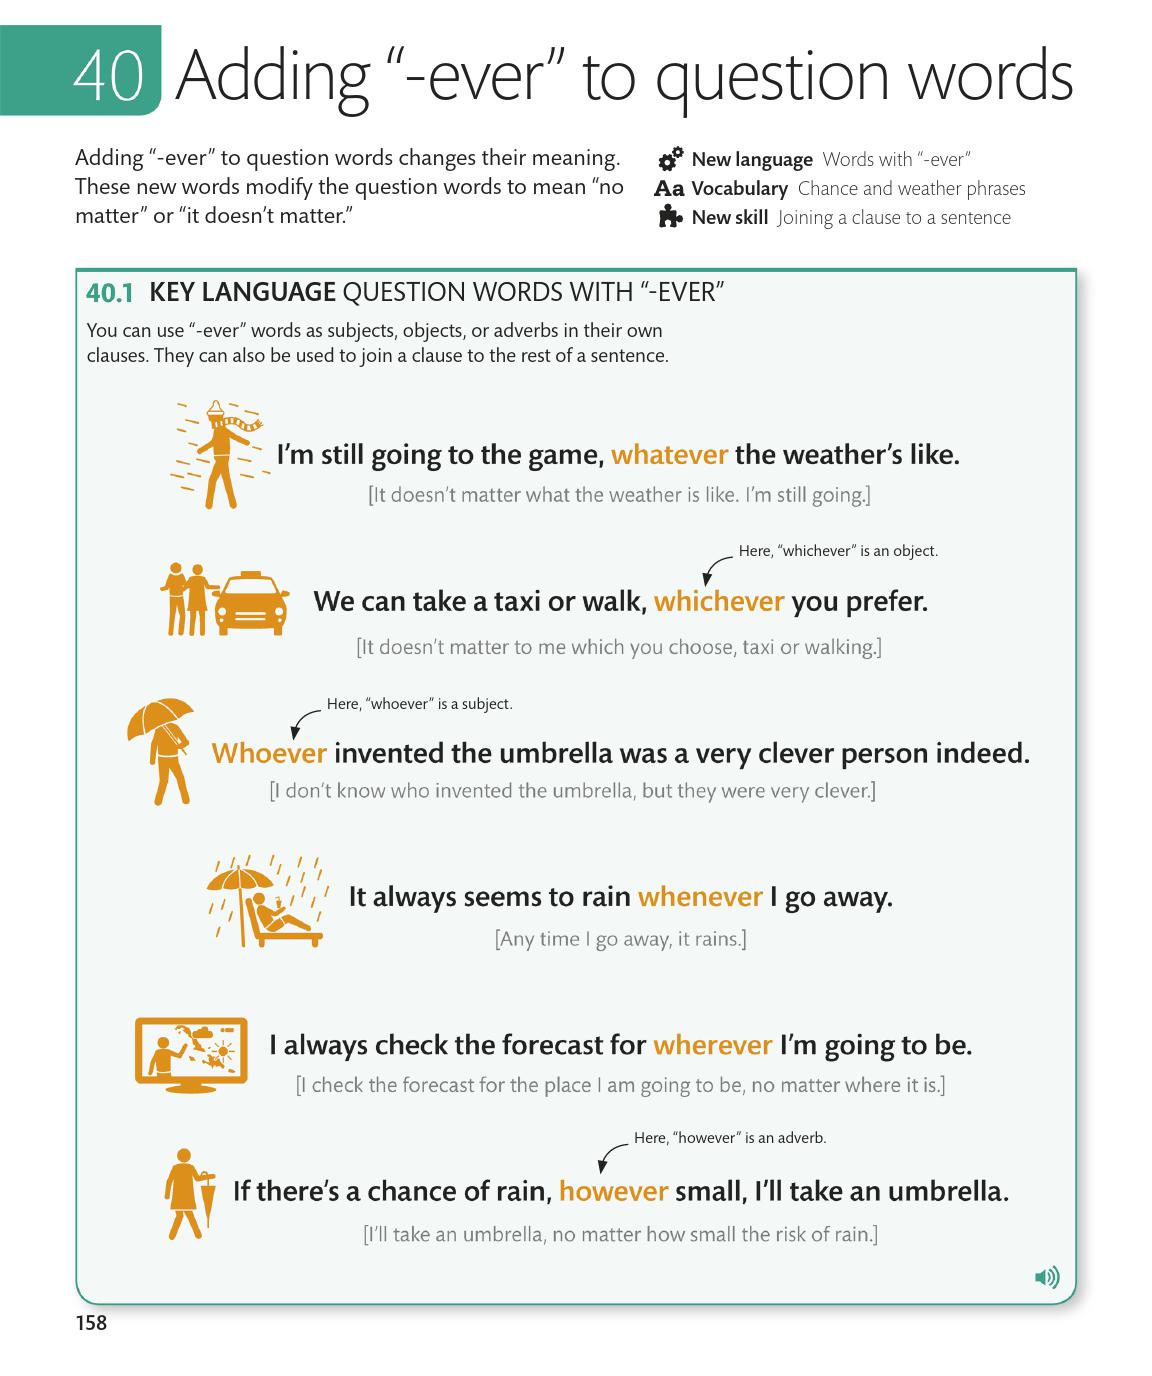 40 Adding “-ever” to question words
Adding “-ever” to question words changes their meaning.
These new words modify the question words to mean “no
matter” or “it doesn’t matter.”
New language Words with “-ever”
Aa Vocabulary Chance and weather phrases
New skill Joining a clause to a sentence
40.1 KEY LANGUAGE QUESTION WORDS WITH “-EVER”
You can use “-ever” words as subjects, objects, or adverbs in their own
clauses. They can also be used to join a clause to the rest of a sentence.
I’m still going to the game, whatever the weather’s like.
[It doesn’t matter what the weather is like. I’m still going.]
Here, “whichever” is an object.
We can take a taxi or walk, whichever you prefer.
[It doesn’t matter to me which you choose, taxi or walking.]
Here, “whoever” is a subject.
Whoever invented the umbrella was a very clever person indeed.
[I don’t know who invented the umbrella, but they were very clever.]
It always seems to rain whenever I go away.
[Any time I go away, it rains.]
I always check the forecast for wherever I’m going to be.
[I check the forecast for the place I am going to be, no matter where it is.]
Here, “however” is an adverb.
If there’s a chance of rain, however small, I’ll take an umbrella.
[I’ll take an umbrella, no matter how small the risk of rain.]
158